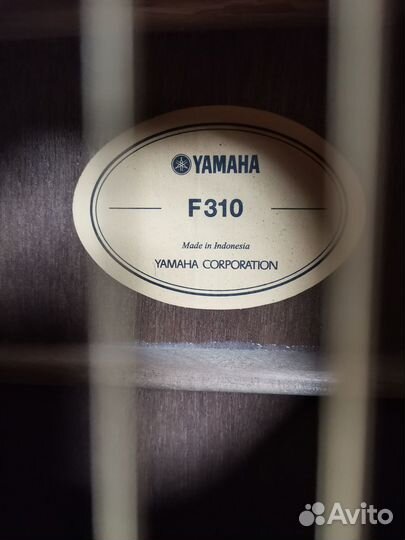 YAMAHA
F310
Made in Indonesia
YAMAHA CORPORATION
Avito